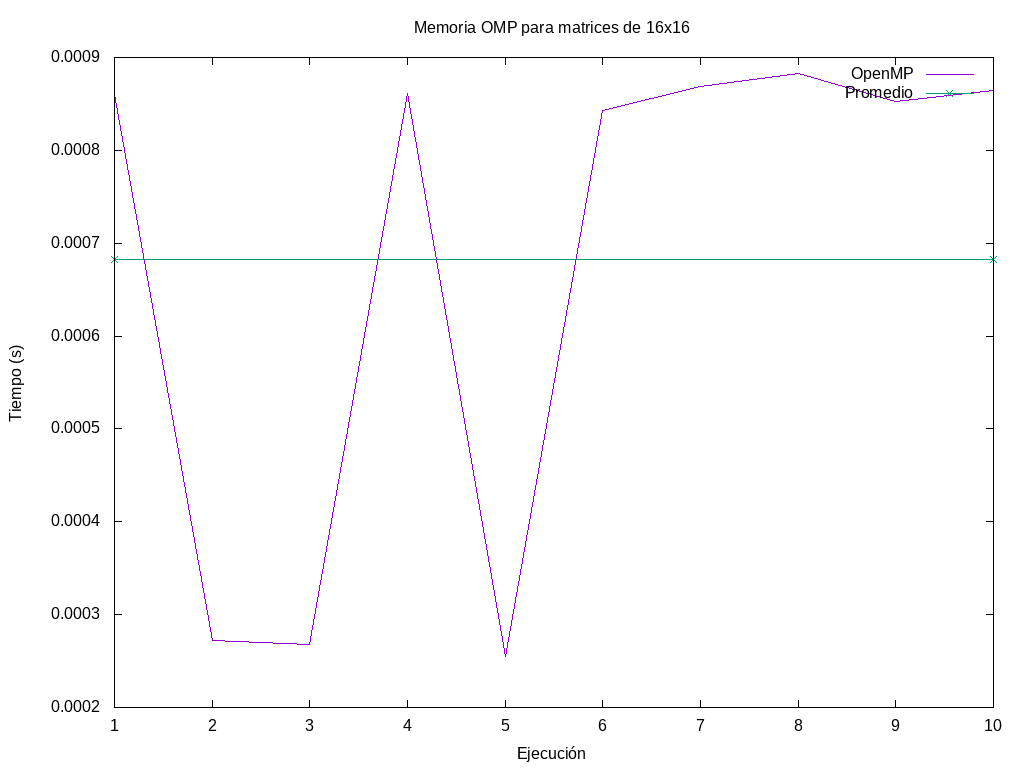 Memoria OMP para matrices de 16x16
0.0009
0.0008
0.0007
0.0006
0.0005
0.0004
0.0003
0.0002
Tiempo (s)
OpenMP
Promedio
1 2 3 4 5 6 7 8 9 10
Ejecución